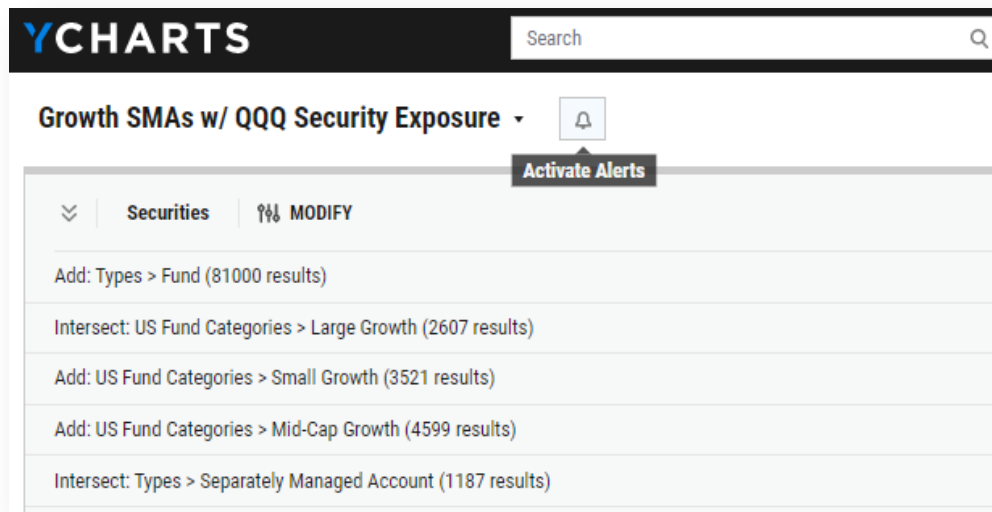 YCHARTS
Search
Growth SMAs w/ QQQ Security Exposure
Activate Alerts
Securities MODIFY
Add: Types > Fund (81000 results)
Intersect: US Fund Categories > Large Growth (2607 results)
Add: US Fund Categories > Small Growth (3521 results)
Add: US Fund Categories > Mid-Cap Growth (4599 results)
Intersect: Types > Separately Managed Account (1187 results)